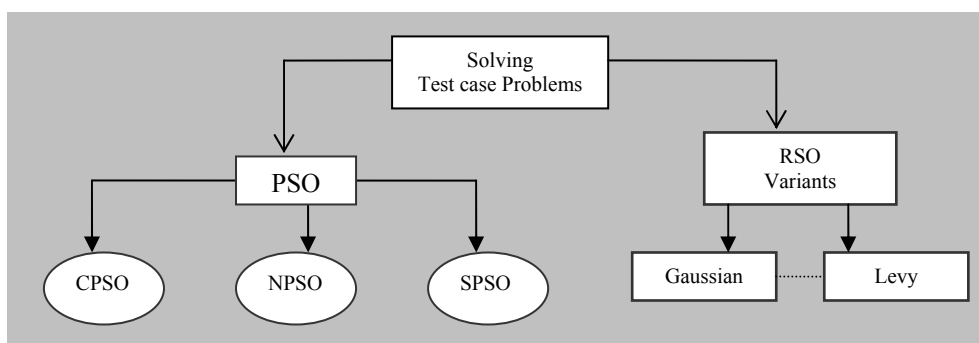 Solving
Test case Problems
PSO
RSO
Variants
CPSO
NPSO
SPSO
Gaussian
Levy